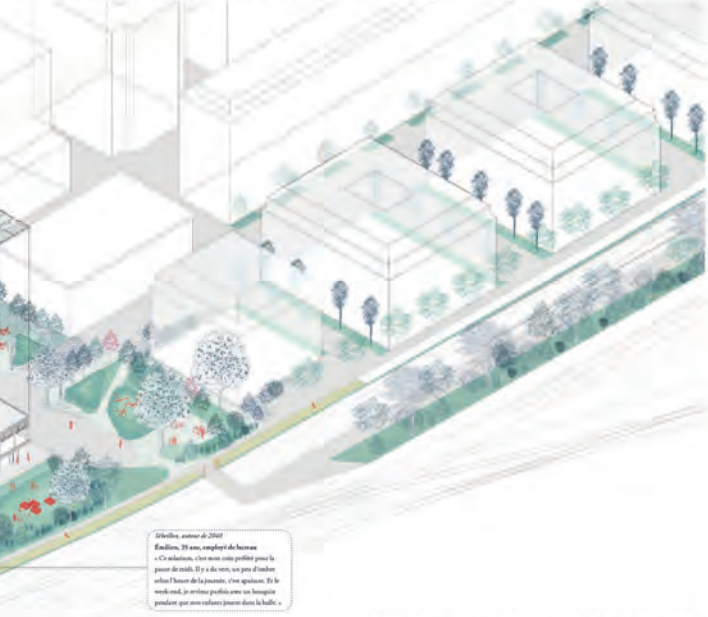 Sébeillon, autour de 2040
Émilien, 35 ans, employé de bureau
« Ce solarium, c'est mon coin préféré pour la
pause de midi. Il y a du vert, un peu d'ombre
selon l'heure de la journée, c'est apaisant. Et le
week-end, je reviens parfois avec un bouquin
pendant que mes enfants jouent dans la halle. »